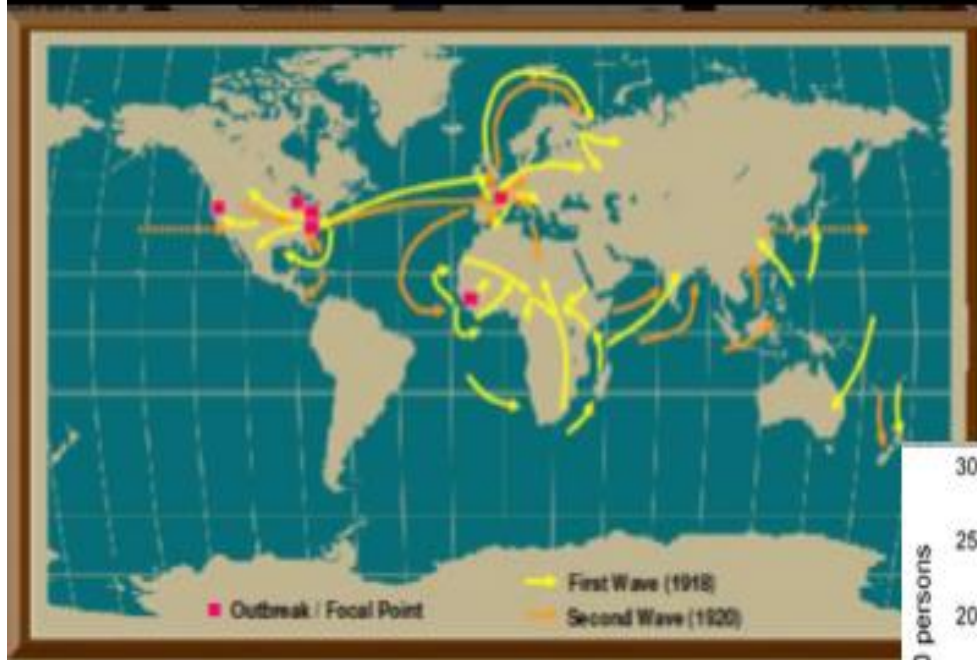 Outbreak / Focal Point
First Wave (1918)
Second Wave (1920)
30
25
20
persons